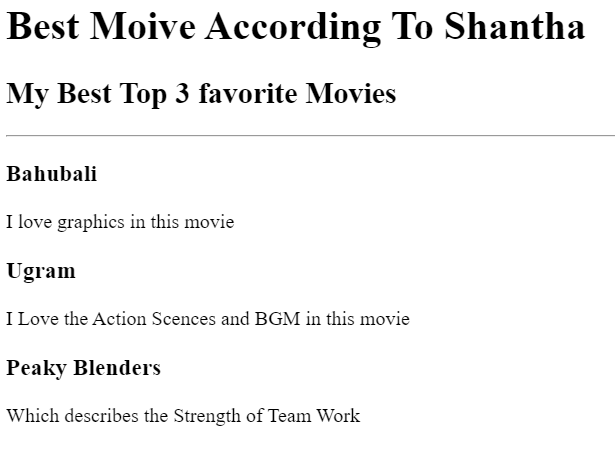 Best Moive According To Shantha
My Best Top 3 favorite Movies
Bahubali
I love graphics in this movie
Ugram
I Love the Action Scences and BGM in this movie
Peaky Blenders
Which describes the Strength of Team Work